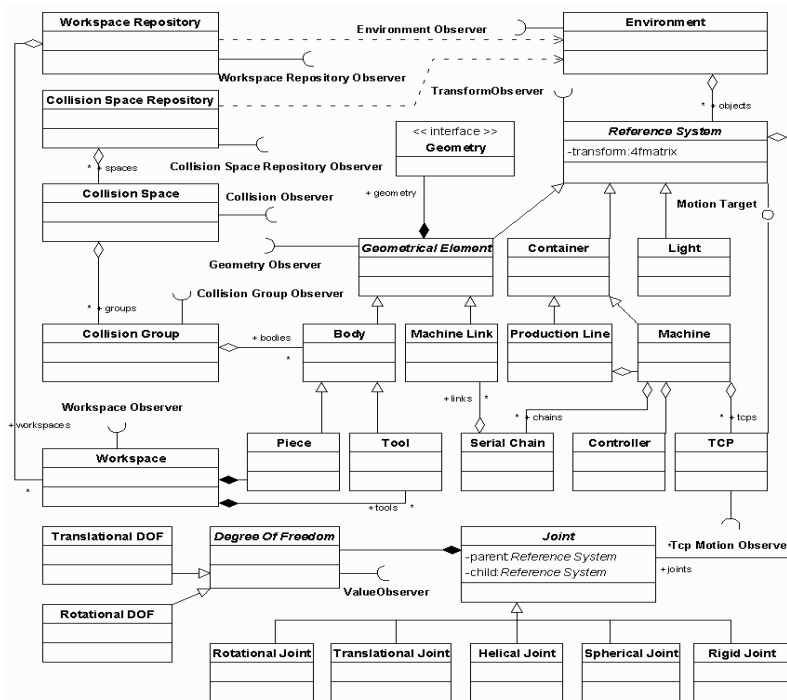 Workspace Repository
Environment Observer
Environment
Workspace Repository Observer
TransformObserver
Collision Space Repository
* + objects
<< interface >>
Geometry
Reference System
-transform:4fmatrix
* + spaces
Collision Space Repository Observer
Collision Space
Collision Observer
+ geometry
Motion Target
Geometrical Element
Container
Light
Geometry Observer
Collision Group Observer
* + groups
Collision Group
+ bodies
*
Body
Machine Link
Production Line
Machine
+links *
* + chains
* + tcps
Workspace Observer
+workspaces
Piece
Tool
Serial Chain
Controller
TCP
Workspace
*
+tools *
Translational DOF
Degree Of Freedom
Joint
-parent:Reference System
-child:Reference System
*
Tcp Motion Observe
+joints
ValueObserver
Rotational DOF
Rotational Joint
Translational Joint
Helical Joint
Spherical Joint
Rigid Joint